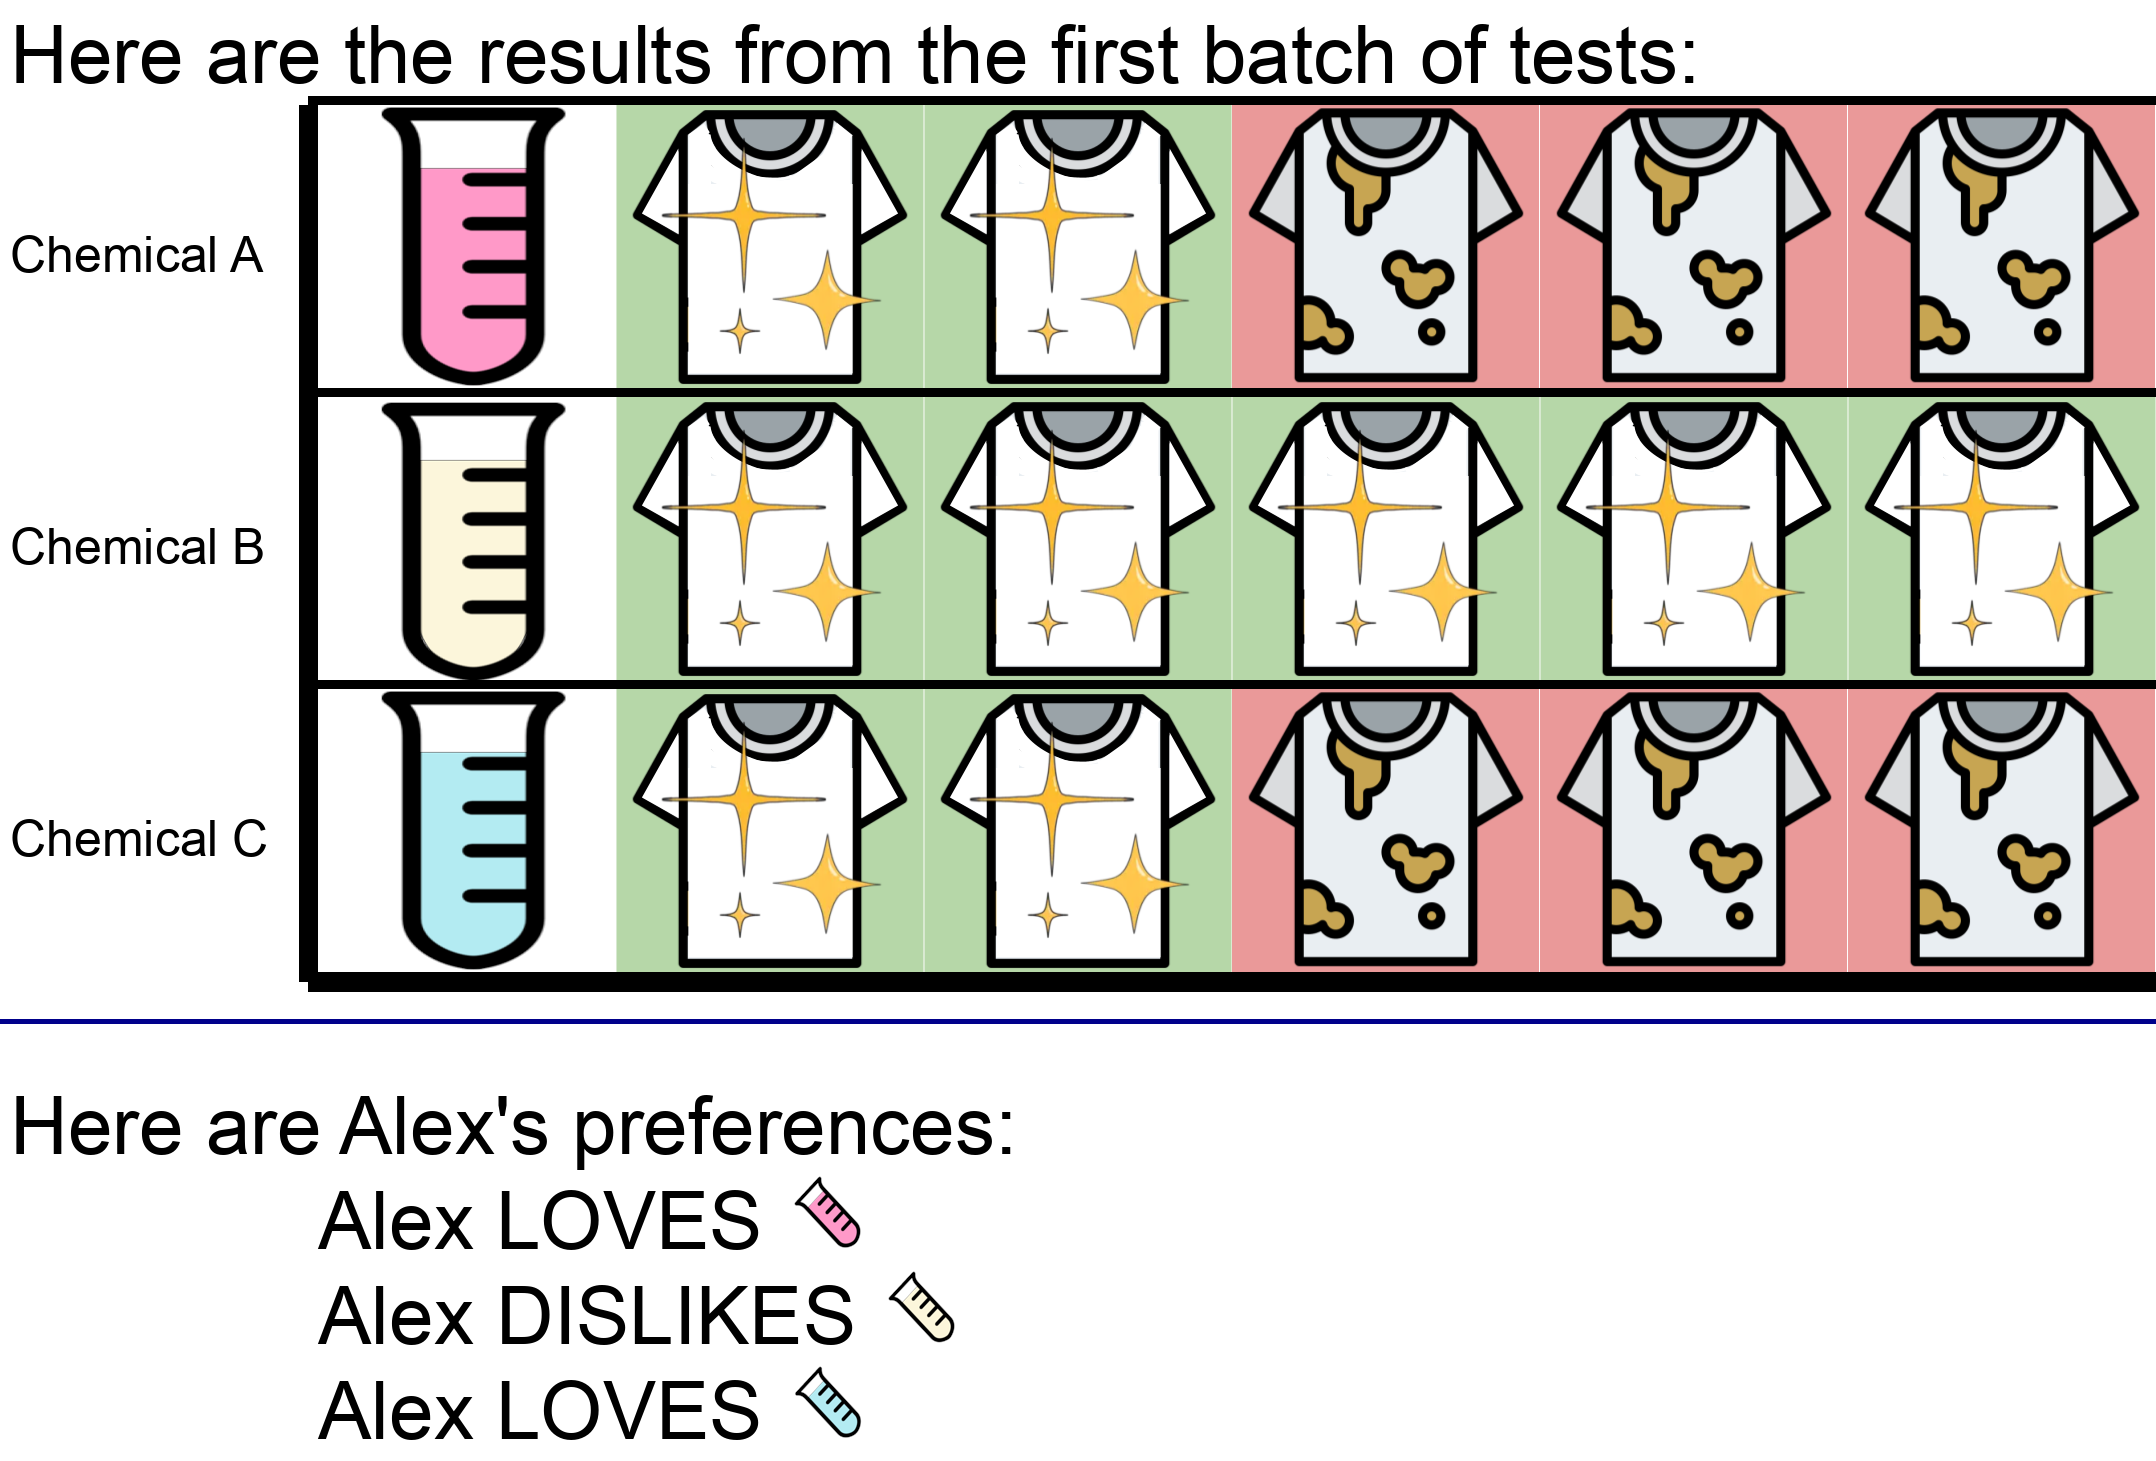 Here are the results from the first batch of tests:
Chemical A
Chemical B
Chemical C
Here are Alex's preferences:
Alex LOVES
Alex DISLIKES
Alex LOVES